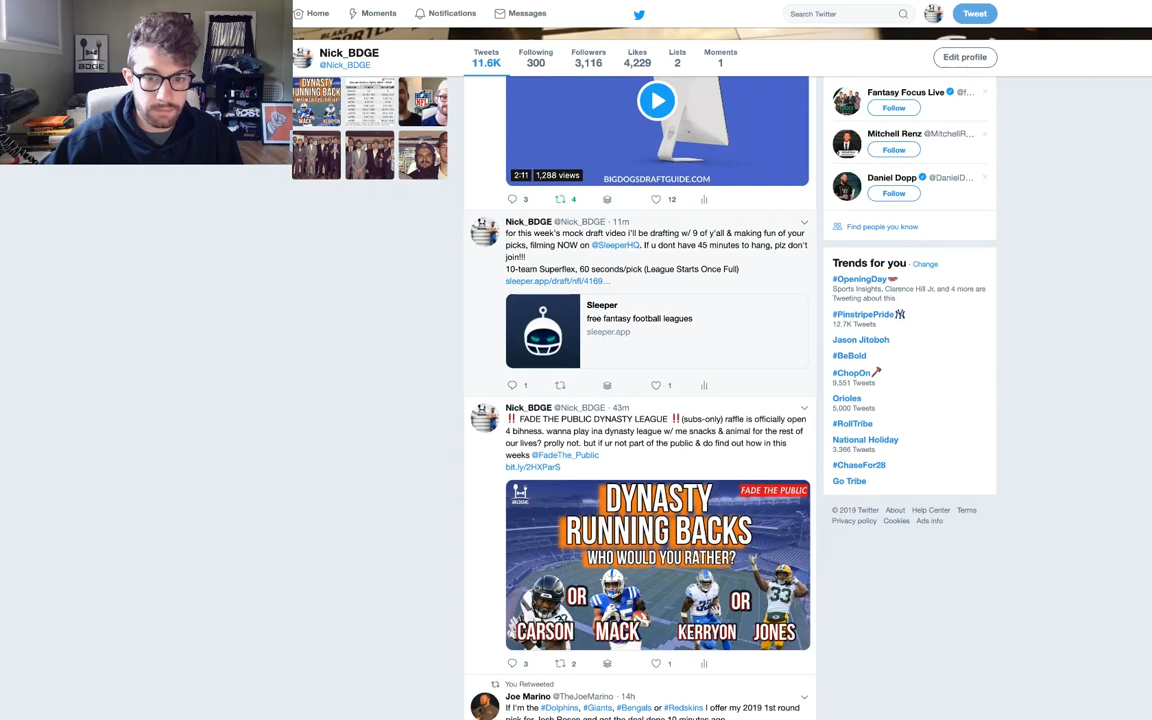 Home
Moments
Notifications
Messages
Search Twitter
Tweet
Nick_BDGE
@Nick_BDGE
Tweets
11.6K
Following
300
Followers
3,116
Likes
4,229
Lists
2
Moments
1
Edit profile
BDGE
DYNASTY
RUNNING BACKS
2:11
1,288 views
BIGDOGSDRAFTGUIDE.COM
3
4
12
Nick_BDGE @Nick_BDGE · 11m
for this week's mock draft video i'll be drafting w/ 9 of y'all & making fun of your
picks, filming NOW on @SleeperHQ. If u dont have 45 minutes to hang, plz don't
join!!!
10-team Superflex, 60 seconds/pick (League Starts Once Full)
sleeper.app/draft/nfl/4169…
Sleeper
free fantasy football leagues
sleeper.app
1
1
Nick_BDGE @Nick_BDGE · 43m
‼️ FADE THE PUBLIC DYNASTY LEAGUE ‼️(subs-only) raffle is officially open
4 bihness. wanna play ina dynasty league w/ me snacks & animal for the rest of
our lives? prolly not. but if ur not part of the public & do find out how in this
weeks @FadeThe_Public
bit.ly/2HXParS
BDGE
FADE THE PUBLIC
DYNASTY
RUNNING BACKS
WHO WOULD YOU RATHER?
OR
OR
CARSON
MACK
KERRYON
JONES
3
2
1
You Retweeted
Joe Marino @TheJoeMarino · 14h
If I'm the #Dolphins, #Giants, #Bengals or #Redskins I offer my 2019 1st round
pick for Josh Rosen and get the deal done 10 minutes ago
Fantasy Focus Live @f...
Follow
Mitchell Renz @MitchellR...
Follow
Daniel Dopp @DanielD...
Follow
Find people you know
Trends for you · Change
#OpeningDay
Sports Insights, Clarence Hill Jr, and 4 more are
Tweeting about this
#PinstripePride
12.7K Tweets
Jason Jitoboh
#BeBold
#ChopOn
9,551 Tweets
Orioles
5,000 Tweets
#RollTribe
National Holiday
3,366 Tweets
#ChaseFor28
Go Tribe
© 2019 Twitter About Help Center Terms
Privacy policy Cookies Ads info